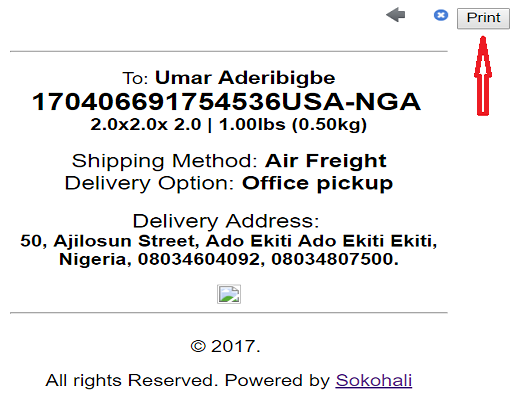 Print
To: Umar Aderibigbe
170406691754536USA-NGA
2.0x2.0x 2.0 | 1.00lbs (0.50kg)
Shipping Method: Air Freight
Delivery Option: Office pickup
Delivery Address:
50, Ajilosun Street, Ado Ekiti Ado Ekiti Ekiti,
Nigeria, 08034604092, 08034807500.
© 2017.
All rights Reserved. Powered by Sokohali